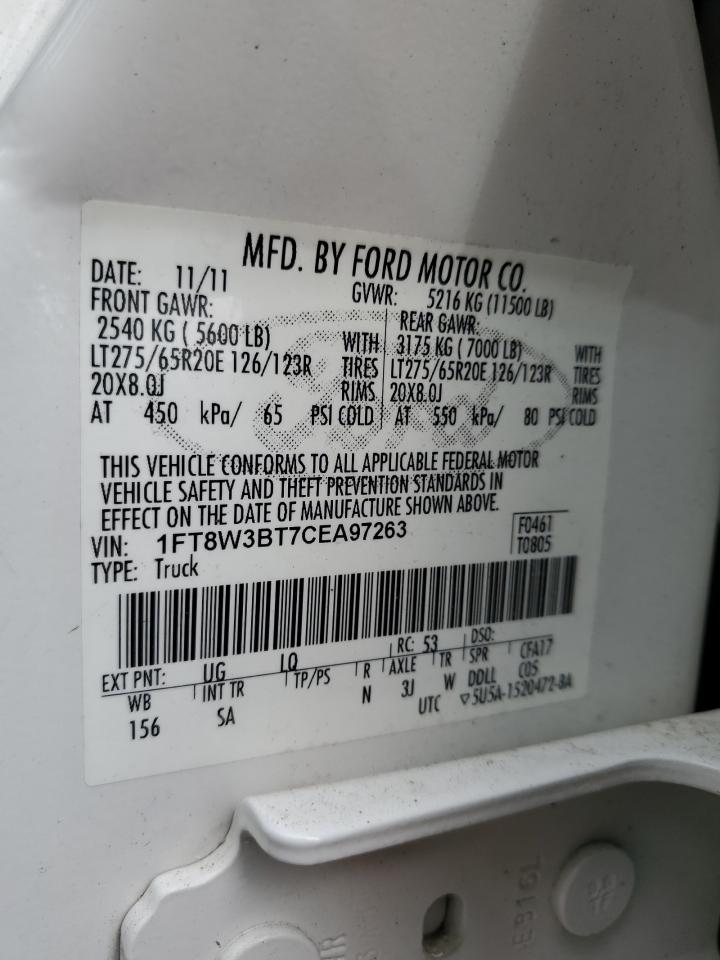 MFD. BY FORD MOTOR CO.
DATE: 11/11 GVWR: 5216 KG (11500 LB)
FRONT GAWR: REAR GAWR:
2540 KG ( 5600 LB) WITH 3175 KG ( 7000 LB) WITH
LT275/65R20E 126/123R TIRES LT275/65R20E 126/123R TIRES
20X8.0J RIMS 20X8.0J RIMS
AT 450 kPa/ 65 PSI COLD AT 550 kPa/ 80 PSI COLD
THIS VEHICLE CONFORMS TO ALL APPLICABLE FEDERAL MOTOR
VEHICLE SAFETY AND THEFT PREVENTION STANDARDS IN
EFFECT ON THE DATE OF MANUFACTURE SHOWN ABOVE.
VIN: 1FT8W3BT7CEA97263 F0461
TYPE: Truck T0805
EXT PNT: UG LQ RC: 53 DSO: CFA17
WB INT TR TP/PS R AXLE TR SPR C05
156 SA N 3J W DDLL
UTC ▽5U5A-1520472-BA